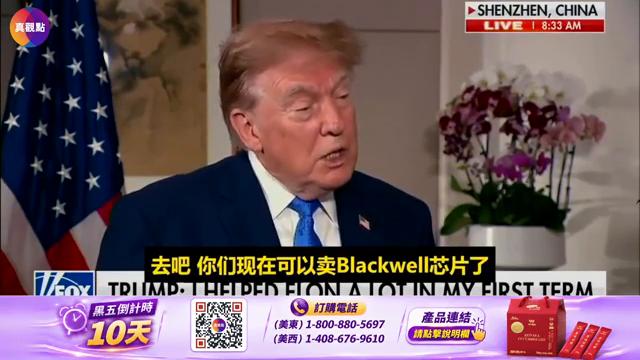 真觀點
SHENZHEN, CHINA
LIVE 8:33 AM
去吧 你们现在可以卖Blackwell芯片了
FOX
TRUMP: I HELPED ELON A LOT IN MY FIRST TERM
黑五倒計時
10天
訂購電話
(美東) 1-800-880-5697
(美西) 1-408-676-9610
產品連結
請點擊說明欄